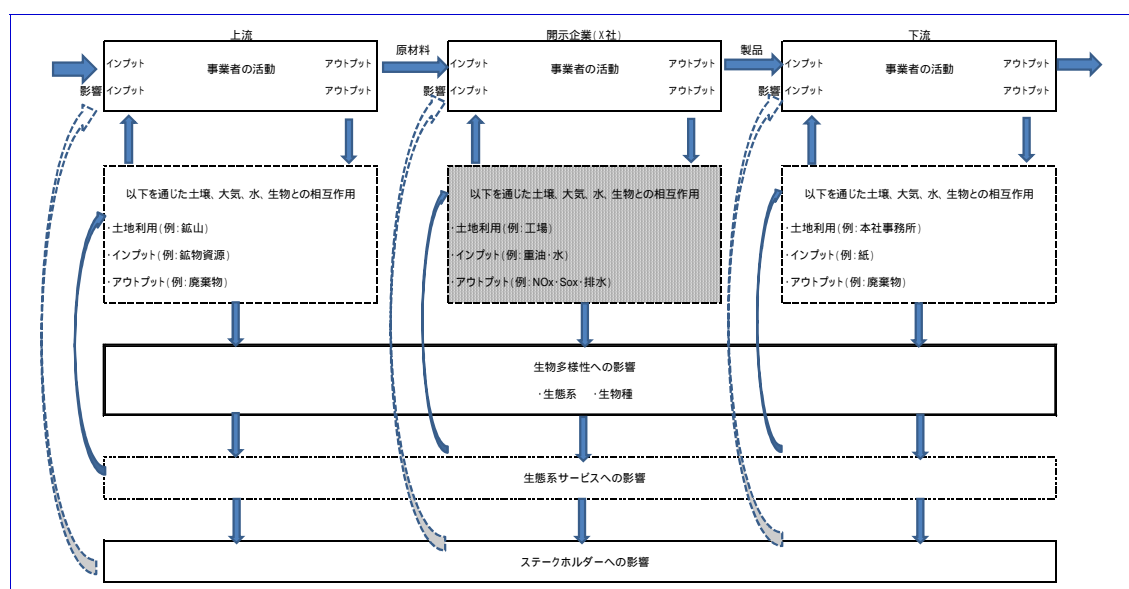 上流
開示企業(X社)
下流
原材料
製品
インプット
事業者の活動
アウトプット
影響
インプット
アウトプット
インプット
事業者の活動
アウトプット
影響
インプット
アウトプット
インプット
事業者の活動
アウトプット
影響
インプット
アウトプット
以下を通じた土壌、大気、水、生物との相互作用
・土地利用(例:鉱山)
・インプット(例:鉱物資源)
・アウトプット(例:廃棄物)
以下を通じた土壌、大気、水、生物との相互作用
・土地利用(例:工場)
・インプット(例:重油・水)
・アウトプット(例:NOx・Sox・排水)
以下を通じた土壌、大気、水、生物との相互作用
・土地利用(例:本社事務所)
・インプット(例:紙)
・アウトプット(例:廃棄物)
生物多様性への影響
・生態系 ・生物種
生態系サービスへの影響
ステークホルダーへの影響